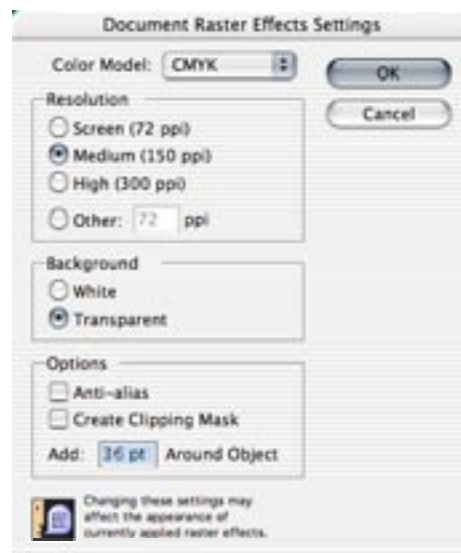 Document Raster Effects Settings
Color Model: CMYK
OK
Cancel
Resolution
Screen (72 ppi)
Medium (150 ppi)
High (300 ppi)
Other: 72 ppi
Background
White
Transparent
Options
Anti-alias
Create Clipping Mask
Add: 36 pt Around Object
Changing these settings may
affect the appearance of
currently applied raster effects.